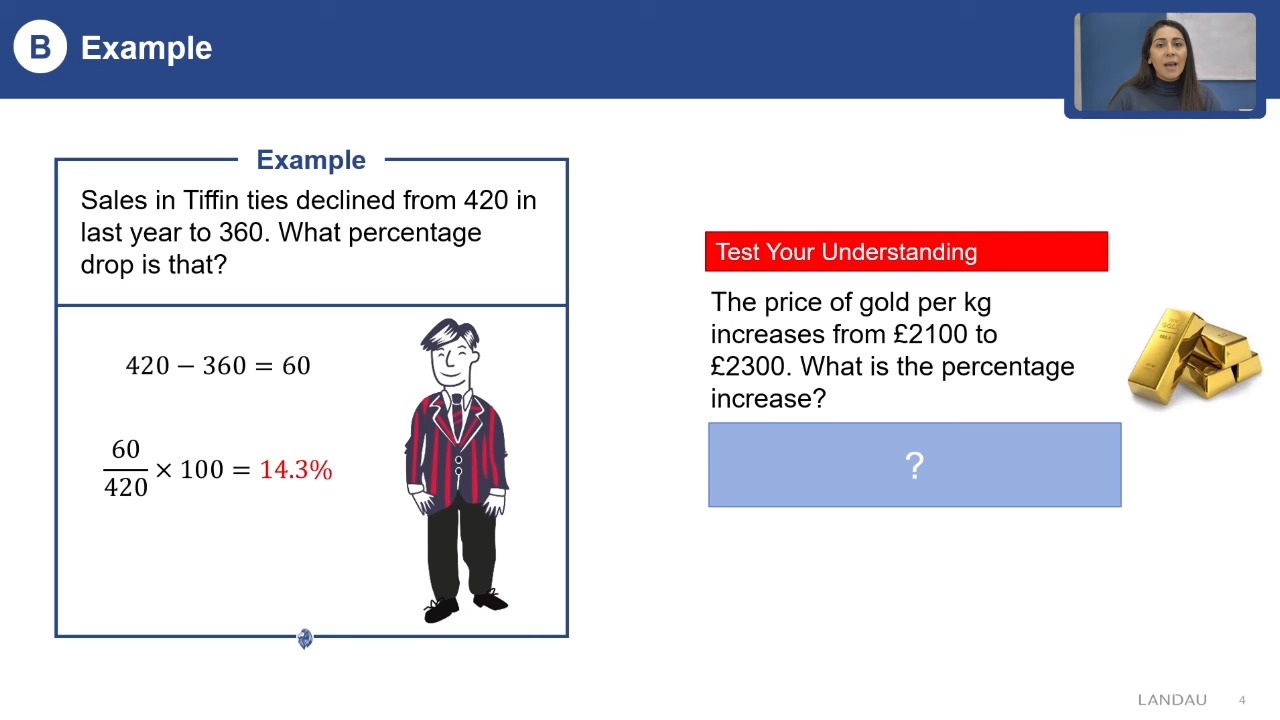 B Example
Example
Sales in Tiffin ties declined from 420 in
last year to 360. What percentage
drop is that?
420 − 360 = 60
60
420
× 100 = 14.3%
Test Your Understanding
The price of gold per kg
increases from £2100 to
£2300. What is the percentage
increase?
?
LANDAU 4